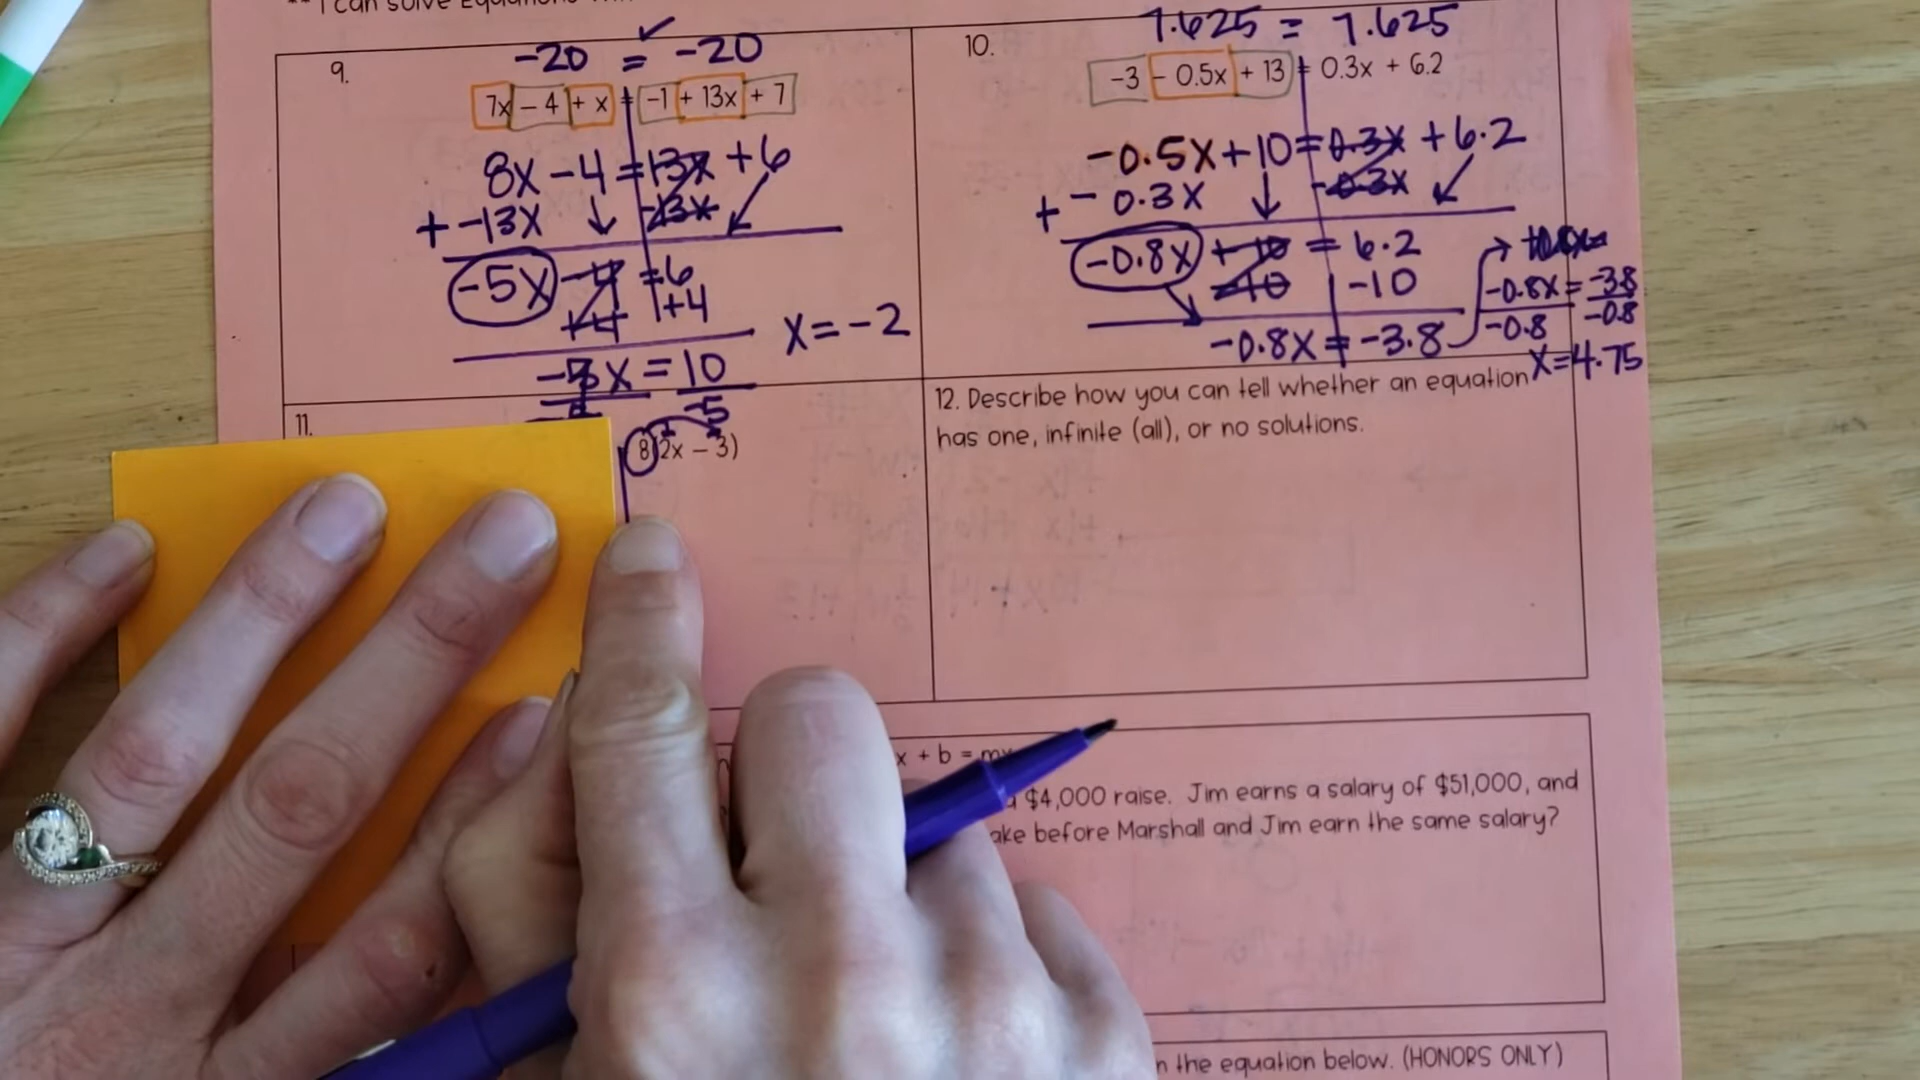 ** I can solve Equations
9.
-20 = -20
7x - 4 + x = -1 + 13x + 7
8x - 4 = 13x + 6
+ -13x -13x
-5x - 4 = 6
+4 +4
-5x = 10
-5
x = -2
10.
7.625 = 7.625
-3 - 0.5x + 13 = 0.3x + 6.2
-0.5x + 10 = 0.3x + 6.2
+ -0.3x -0.3x
-0.8x + 10 = 6.2
-10 -10
-0.8x = -3.8
-0.8x = -3.8
-0.8 -0.8
x = 4.75
11.
8(2x - 3)
12. Describe how you can tell whether an equation
has one, infinite (all), or no solutions.
x + b = mx
$4,000 raise. Jim earns a salary of $51,000, and
before Marshall and Jim earn the same salary?
the equation below. (HONORS ONLY)